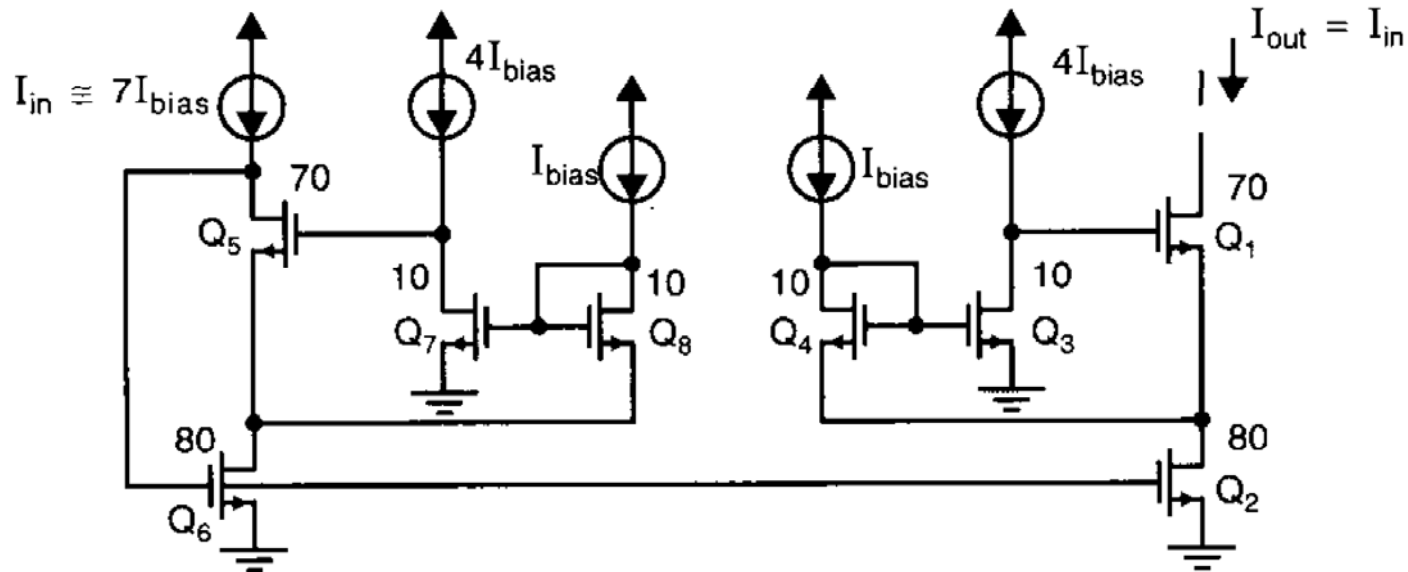 I_in ≅ 7I_bias
4I_bias
I_bias
I_bias
4I_bias
I_out = I_in
70
Q_5
10
Q_7
10
Q_8
10
Q_4
10
Q_3
70
Q_1
80
Q_6
80
Q_2